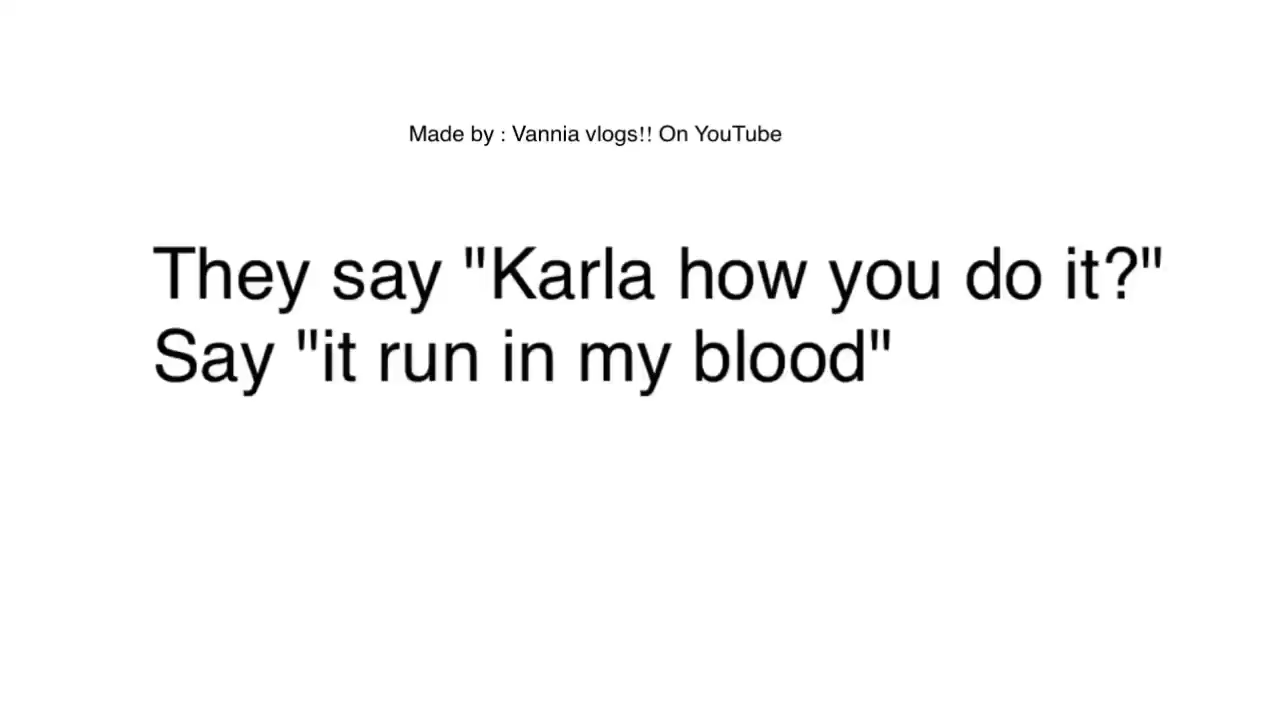 Made by : Vannia vlogs!! On YouTube
They say "Karla how you do it?"
Say "it run in my blood"